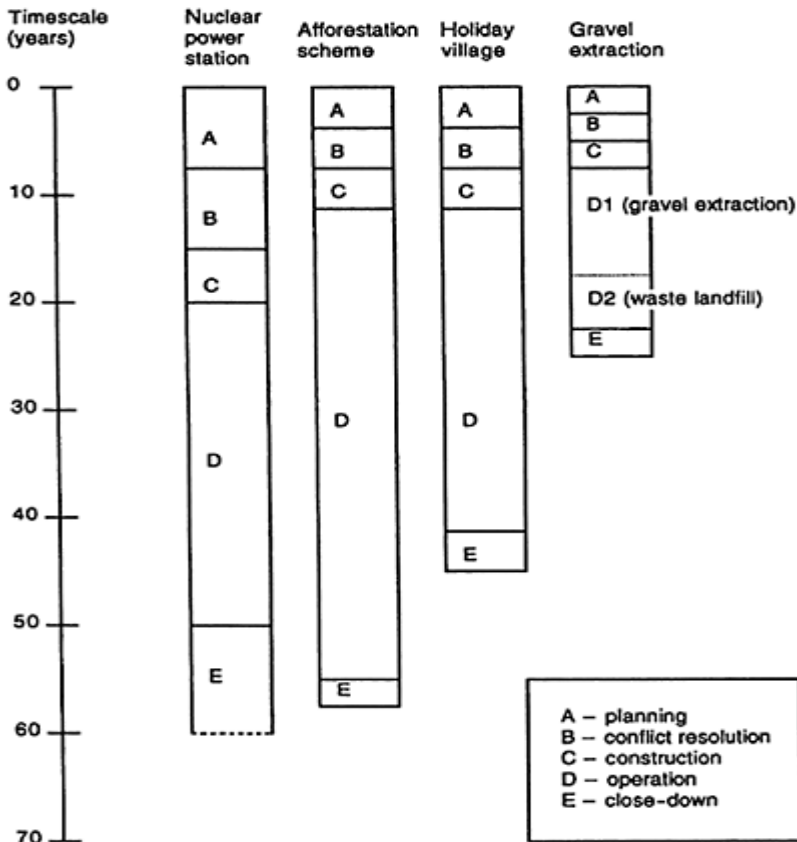 Timescale
(years)
Nuclear
power
station
Afforestation
scheme
Holiday
village
Gravel
extraction
0
10
20
30
40
50
60
70
A
B
C
D
E
A
B
C
D
E
A
B
C
D
E
A
B
C
D1 (gravel extraction)
D2 (waste landfill)
E
A – planning
B – conflict resolution
C – construction
D – operation
E – close-down